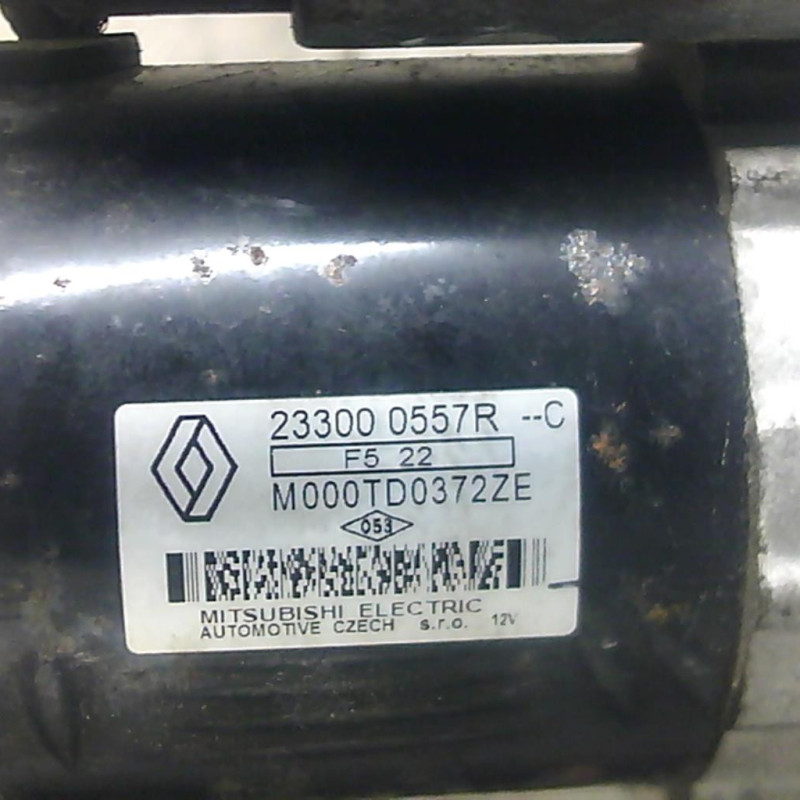 23300 0557R --C
F5 22
M000TD0372ZE
053
MITSUBISHI ELECTRIC
AUTOMOTIVE CZECH s.r.o. 12V